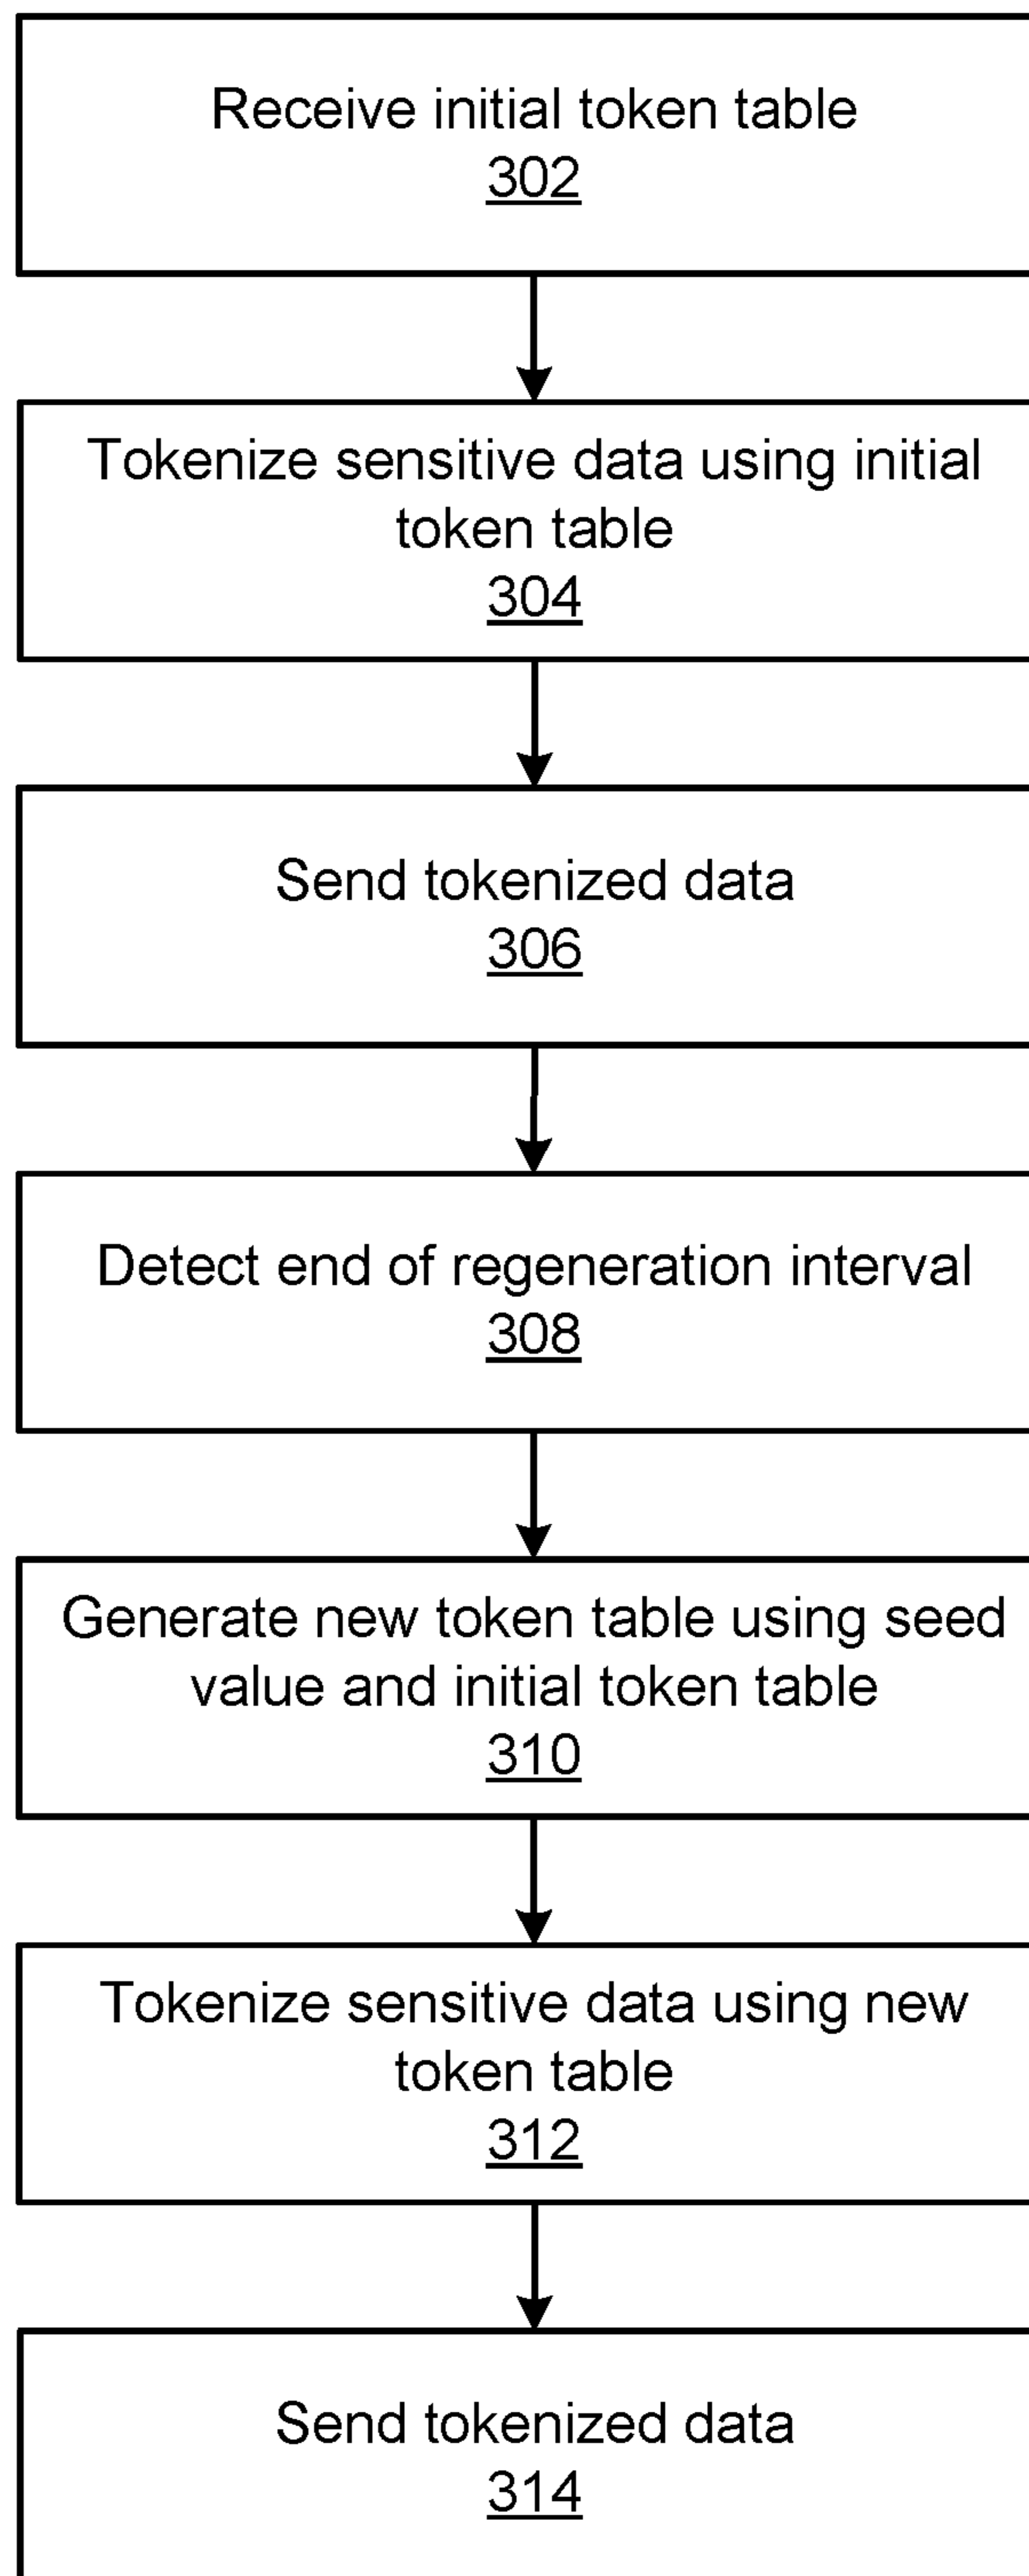 Receive initial token table
302
Tokenize sensitive data using initial
token table
304
Send tokenized data
306
Detect end of regeneration interval
308
Generate new token table using seed
value and initial token table
310
Tokenize sensitive data using new
token table
312
Send tokenized data
314